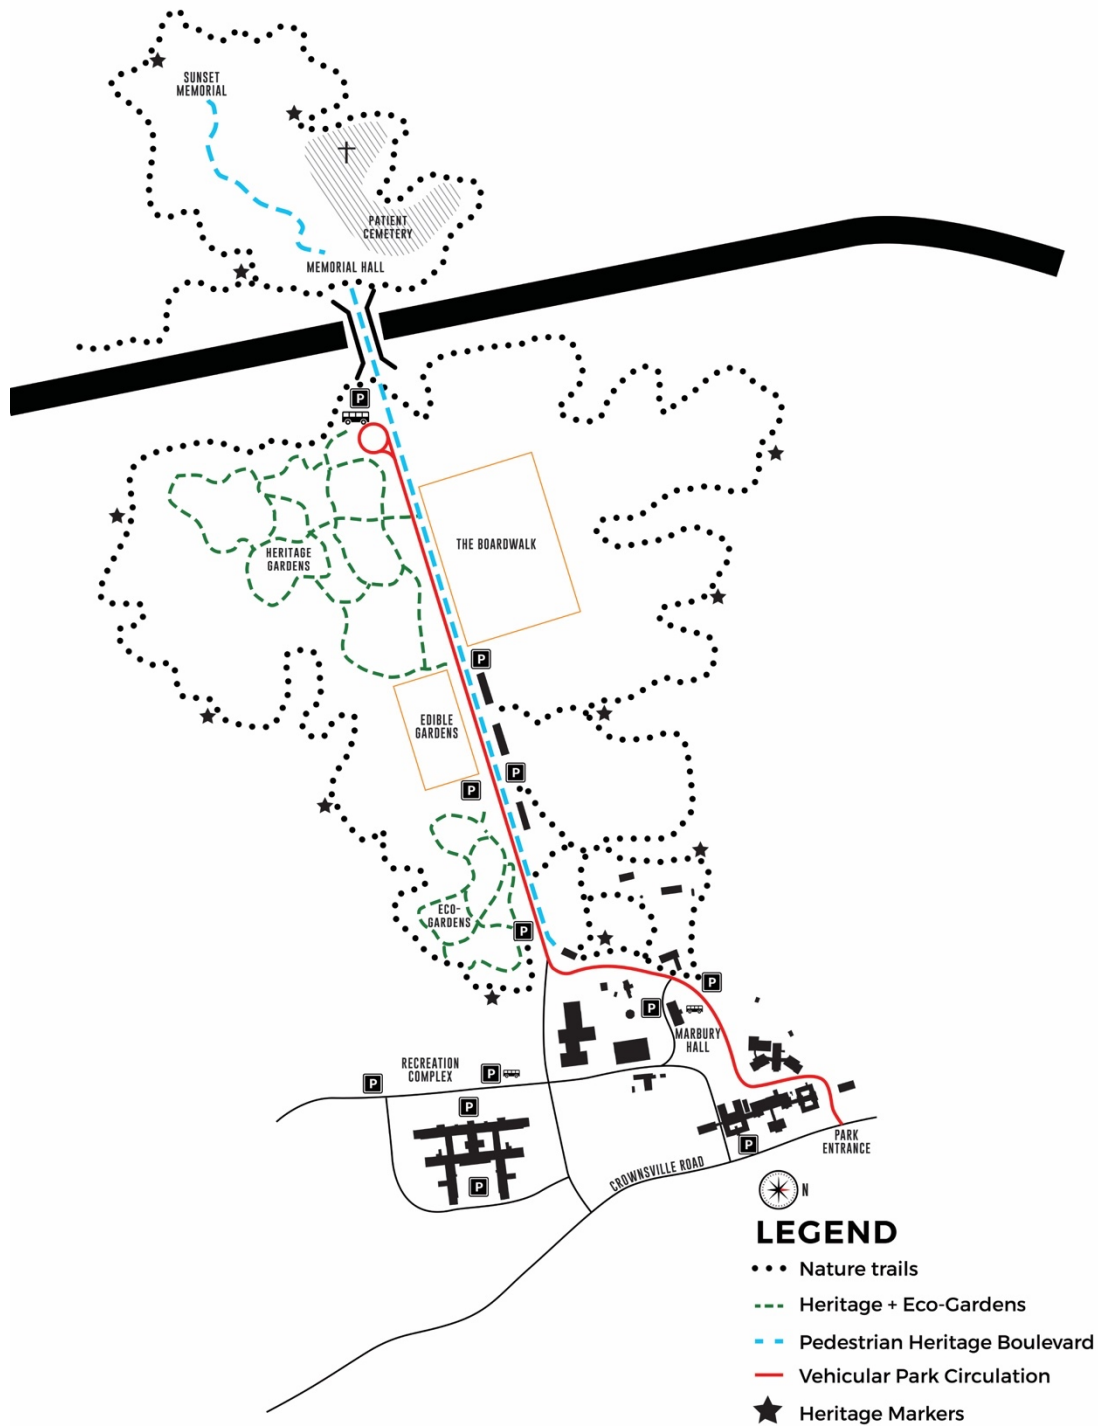 SUNSET
MEMORIAL
PATIENT
CEMETERY
MEMORIAL HALL
P
THE BOARDWALK
HERITAGE
GARDENS
P
EDIBLE
GARDENS
P
P
ECO-
GARDENS
P
P
P
MARBURY
HALL
RECREATION
COMPLEX
P
P
P
P
P
PARK
ENTRANCE
CROWNSVILLE ROAD
N
LEGEND
Nature trails
Heritage + Eco-Gardens
Pedestrian Heritage Boulevard
Vehicular Park Circulation
Heritage Markers